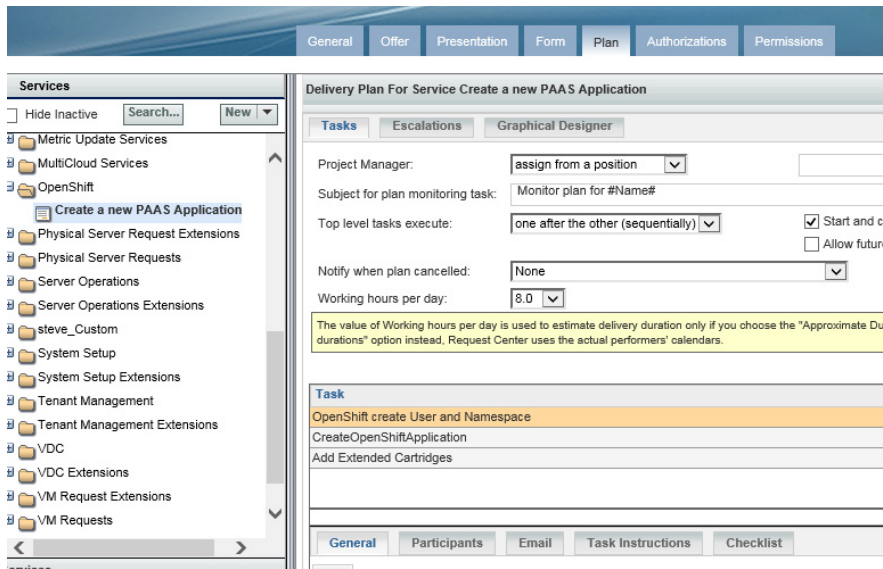 General Offer Presentation Form Plan Authorizations Permissions
Services
Hide Inactive Search... New
Metric Update Services
MultiCloud Services
OpenShift
Create a new PAAS Application
Physical Server Request Extensions
Physical Server Requests
Server Operations
Server Operations Extensions
steve_Custom
System Setup
System Setup Extensions
Tenant Management
Tenant Management Extensions
VDC
VDC Extensions
VM Request Extensions
VM Requests
Delivery Plan For Service Create a new PAAS Application
Tasks Escalations Graphical Designer
Project Manager: assign from a position
Subject for plan monitoring task: Monitor plan for #Name#
Top level tasks execute: one after the other (sequentially) Start and c
Allow future
Notify when plan cancelled: None
Working hours per day: 8.0
The value of Working hours per day is used to estimate delivery duration only if you choose the "Approximate Du
durations" option instead, Request Center uses the actual performers' calendars.
Task
OpenShift create User and Namespace
CreateOpenShiftApplication
Add Extended Cartridges
General Participants Email Task Instructions Checklist